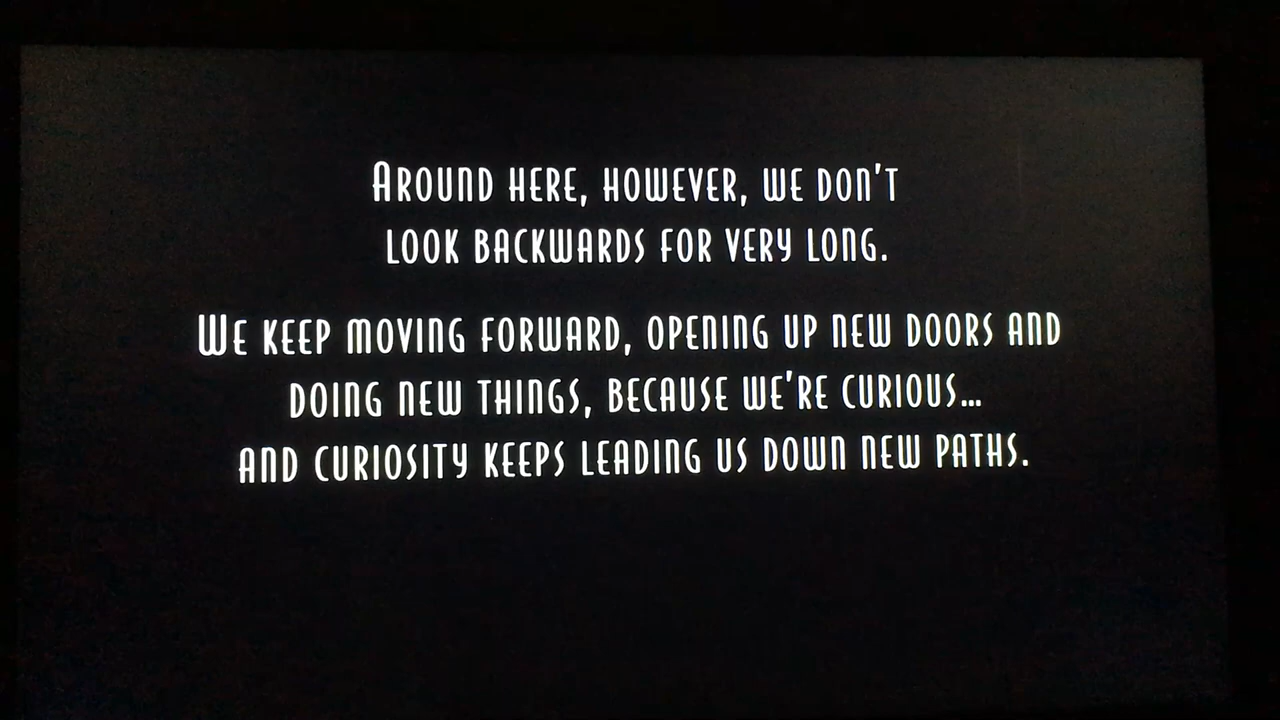 Around here, however, we don't
look backwards for very long.
We keep moving forward, opening up new doors and
doing new things, because we're curious...
and curiosity keeps leading us down new paths.